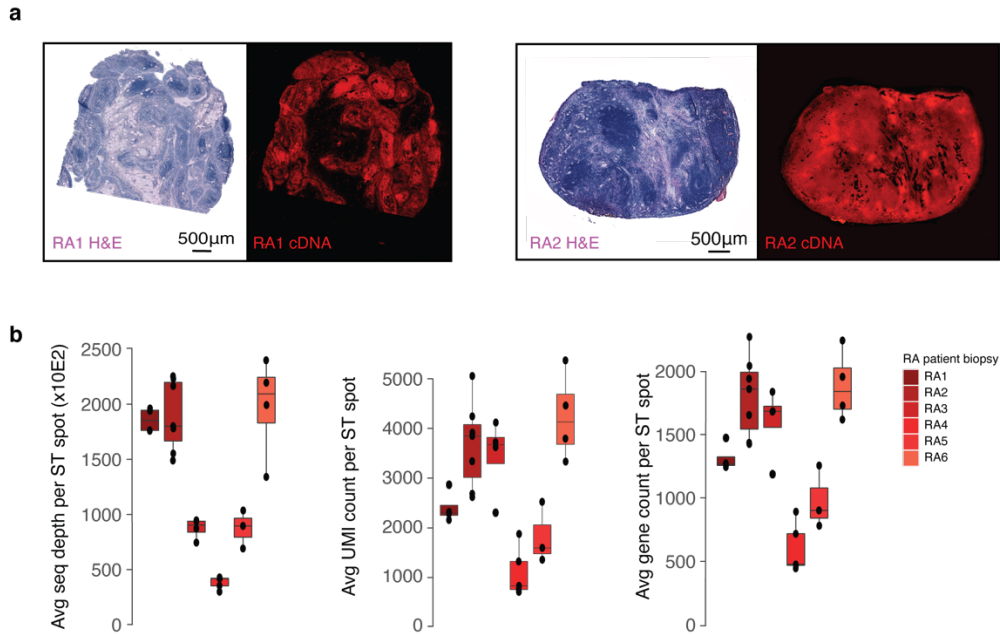 a
RA1 H&E
500µm
RA1 cDNA
RA2 H&E
500µm
RA2 cDNA
b
Avg seq depth per ST spot (x10E2)
2500
2000
1500
1000
500
0
Avg UMI count per ST spot
5000
4000
3000
2000
1000
0
Avg gene count per ST spot
2000
1500
1000
500
0
RA patient biopsy
RA1
RA2
RA3
RA4
RA5
RA6